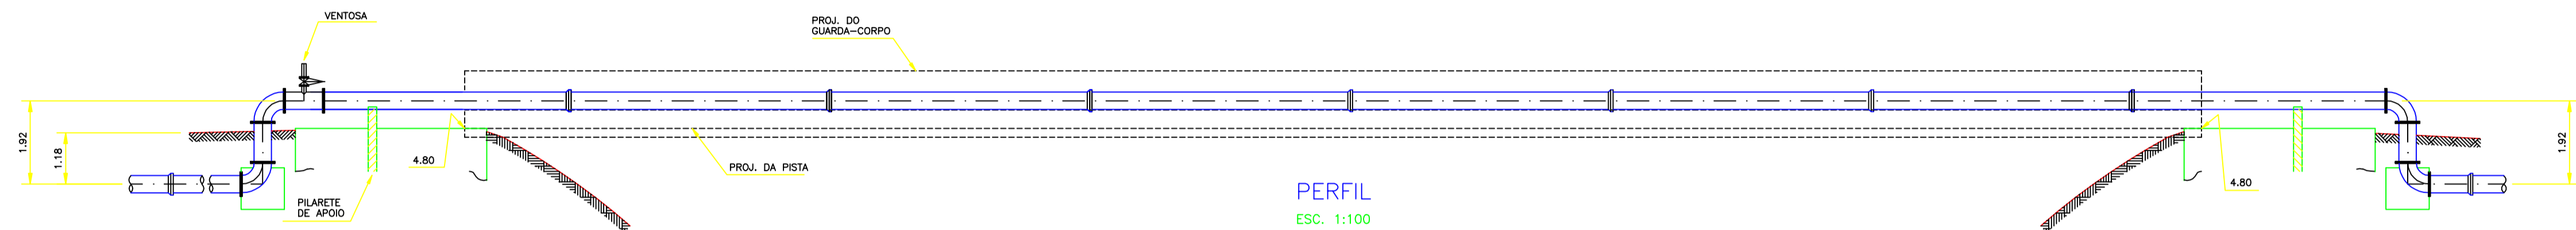 VENTOSA
PROJ. DO
GUARDA-CORPO
1.92
1.18
4.80
PILARETE
DE APOIO
PROJ. DA PISTA
PERFIL
ESC. 1:100
4.80
1.92